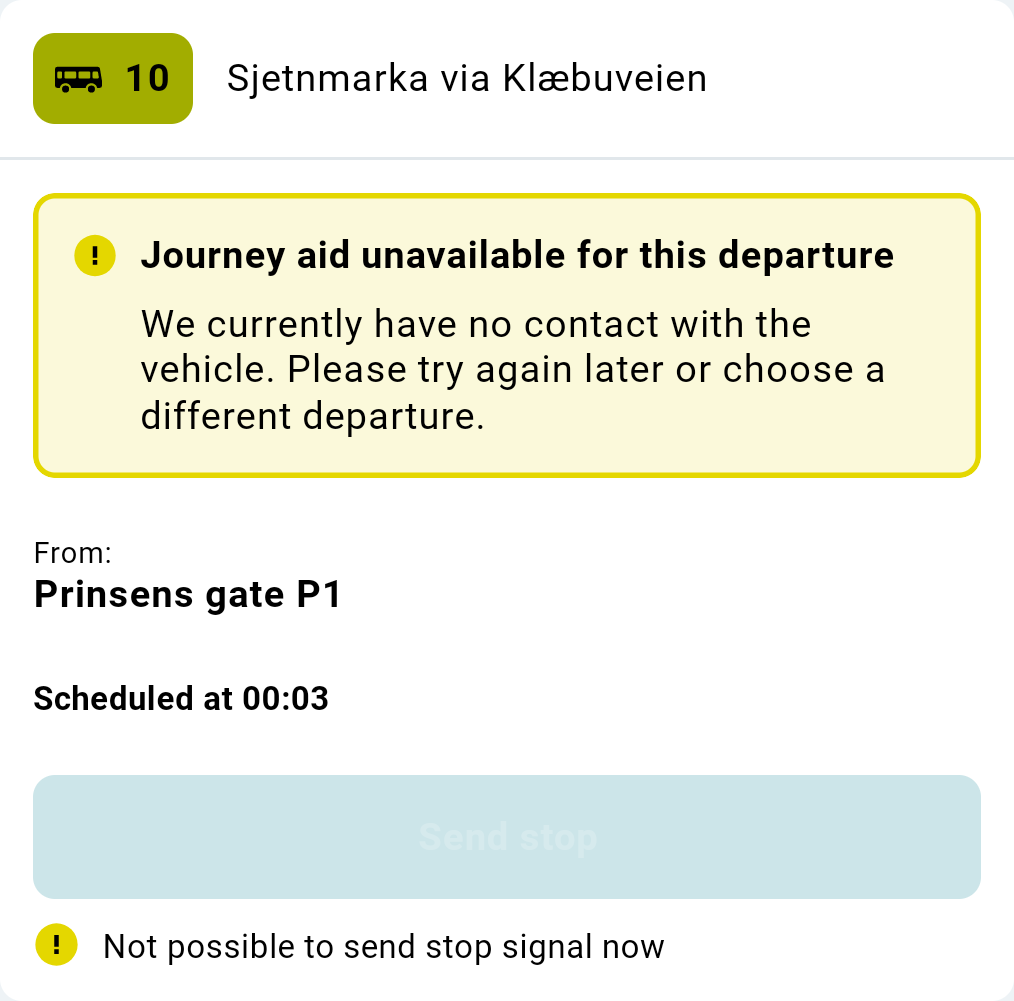 10 Sjetnmarka via Klæbuveien
! Journey aid unavailable for this departure
We currently have no contact with the
vehicle. Please try again later or choose a
different departure.
From:
Prinsens gate P1
Scheduled at 00:03
Send stop
! Not possible to send stop signal now